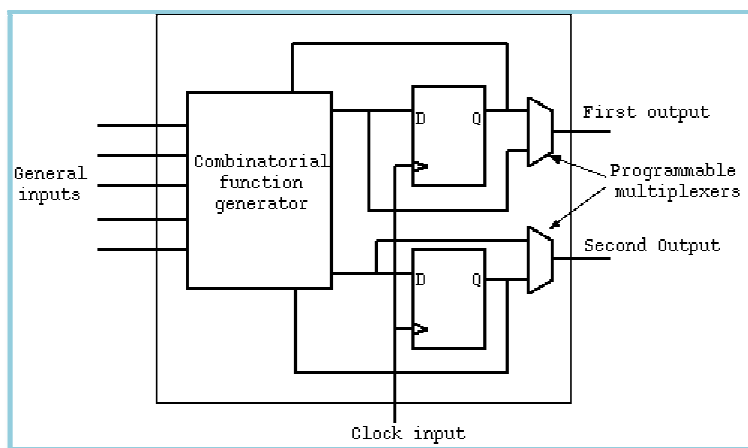 First output
D
Q
Combinatorial
function
generator
General
inputs
Programmable
multiplexers
Second Output
D
Q
Clock input